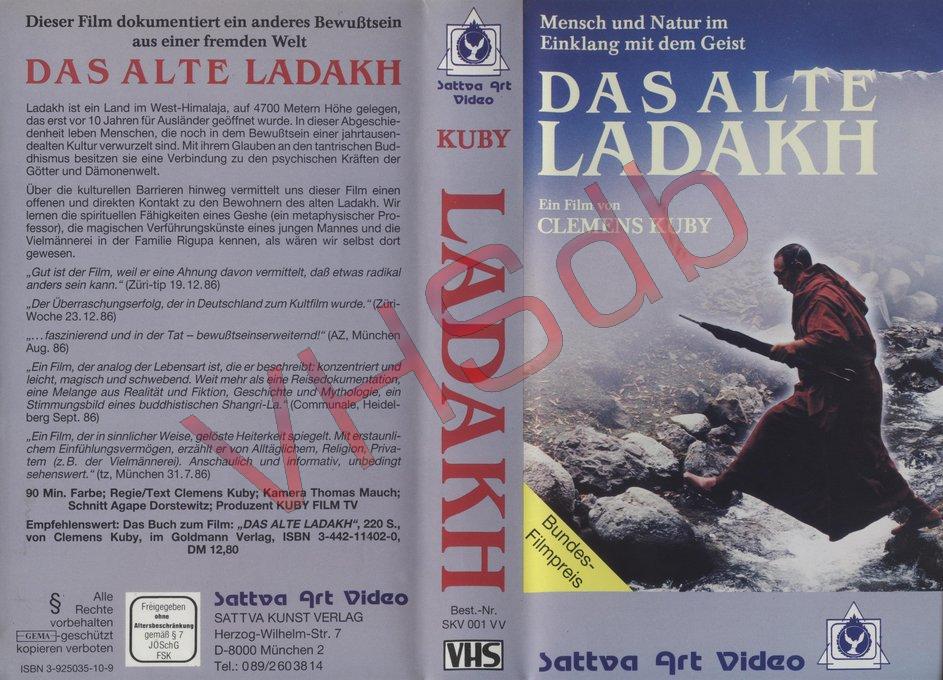 Dieser Film dokumentiert ein anderes Bewußtsein
aus einer fremden Welt
DAS ALTE LADAKH
Ladakh ist ein Land im West-Himalaja, auf 4700 Metern Höhe gelegen,
das erst vor 10 Jahren für Ausländer geöffnet wurde. In dieser Abgeschie-
denheit leben Menschen, die noch in dem Bewußtsein einer jahrtausen-
dealten Kultur verwurzelt sind. Mit ihrem Glauben an den tantrischen Bud-
dhismus besitzen sie eine Verbindung zu den psychischen Kräften der
Götter und Dämonenwelt.
Über die kulturellen Barrieren hinweg vermittelt uns dieser Film einen
offenen und direkten Kontakt zu den Bewohnern des alten Ladakh. Wir
lernen die spirituellen Fähigkeiten eines Geshe (ein metaphysischer Pro-
fessor), die magischen Verführungskünste eines jungen Mannes und die
Vielmännerei in der Familie Rigupa kennen, als wären wir selbst dort
gewesen.
„Gut ist der Film, weil er eine Ahnung davon vermittelt, daß etwas radikal
anders sein kann.“ (Züri-tip 19.12.86)
„Der Überraschungserfolg, der in Deutschland zum Kultfilm wurde.“ (Züri-
Woche 23.12.86)
„...faszinierend und in der Tat – bewußtseinserweiternd!“ (AZ, München
Aug. 86)
„Ein Film, der analog der Lebensart ist, die er beschreibt: konzentriert und
leicht, magisch und schwebend. Weit mehr als eine Reisedokumentation,
eine Melange aus Realität und Fiktion, Geschichte und Mythologie, ein
Stimmungsbild eines buddhistischen Shangri-La.“ (Communale, Heidel-
berg Sept. 86)
„Ein Film, der in sinnlicher Weise, gelöste Heiterkeit spiegelt. Mit erstaunli-
chem Einfühlungsvermögen, erzählt er von Alltäglichem, Religion, Priva-
tem (z.B. der Vielmännerei). Anschaulich und informativ, unbedingt
sehenswert.“ (tz, München 31.7.86)
90 Min. Farbe; Regie/Text Clemens Kuby; Kamera Thomas Mauch;
Schnitt Agape Dorstewitz; Produzent KUBY FILM TV
Empfehlenswert: Das Buch zum Film: „DAS ALTE LADAKH“, 220 S.,
von Clemens Kuby, im Goldmann Verlag, ISBN 3-442-11402-0,
DM 12,80
§ Alle
Rechte
vorbehalten
GEMA-geschützt
kopieren verboten
ISBN 3-925035-10-9
Freigegeben
ohne
Altersbeschränkung
gemäß § 7
JÖSchG
FSK
Sattva Art Video
SATTVA KUNST VERLAG
Herzog-Wilhelm-Str. 7
D-8000 München 2
Tel.: 089/2603814
Sattva Art
Video
KUBY
LADAKH
Best.-Nr.
SKV 001 VV
VHS
Mensch und Natur im
Einklang mit dem Geist
DAS ALTE
LADAKH
Ein Film von
CLEMENS KUBY
Bundes-
Filmpreis
Sattva Art Video
VHSdb